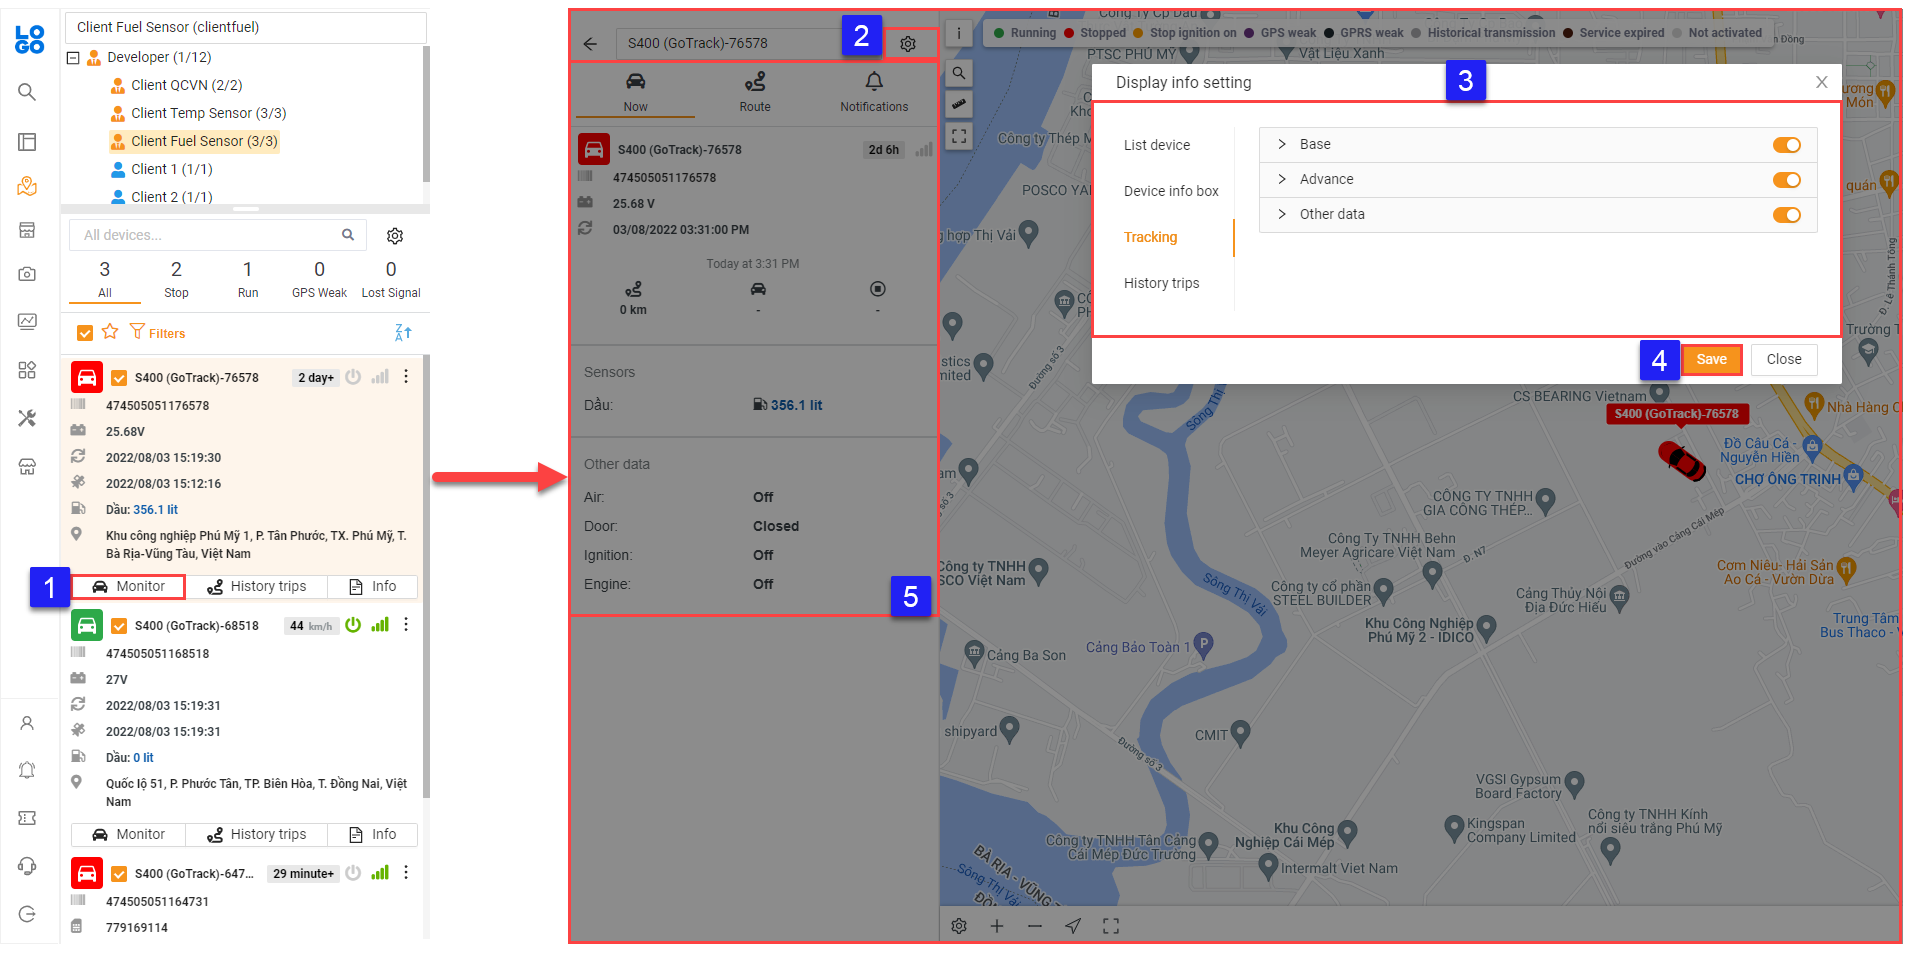 LOGO
Client Fuel Sensor (clientfuel)
Developer (1/12)
Client QCVN (2/2)
Client Temp Sensor (3/3)
Client Fuel Sensor (3/3)
Client 1 (1/1)
Client 2 (1/1)
All devices...
3 2 1 0 0
All Stop Run GPS Weak Lost Signal
Filters
S400 (GoTrack)-76578 2 day+
474505051176578
25.68V
2022/08/03 15:19:30
2022/08/03 15:12:16
Dầu: 356.1 lit
Khu công nghiệp Phú Mỹ 1, P. Tân Phước, TX. Phú Mỹ, T.
Bà Rịa-Vũng Tàu, Việt Nam
1
Monitor History trips Info
S400 (GoTrack)-68518 44 km/h
474505051168518
27V
2022/08/03 15:19:31
2022/08/03 15:19:31
Dầu: 0 lit
Quốc lộ 51, P. Phước Tân, TP. Biên Hòa, T. Đồng Nai, Việt
Nam
Monitor History trips Info
S400 (GoTrack)-647... 29 minute+
474505051164731
779169114
S400 (GoTrack)-76578
2
Now Route Notifications
S400 (GoTrack)-76578 2d 6h
474505051176578
25.68 V
03/08/2022 03:31:00 PM
Today at 3:31 PM
0 km - -
Sensors
Dầu: 356.1 lit
Other data
Air: Off
Door: Closed
Ignition: Off
Engine: Off
5
i
Running Stopped Stop ignition on GPS weak GPRS weak Historical transmission Service expired Not activated
PTSC PHÚ MỸ
Vật Liệu Xanh
Display info setting
3
X
List device
Device info box
Tracking
History trips
Base
Advance
Other data
4
Save Close
Công ty Thép M
POSCO YA
g hợp Thị Vải
Đường số 3
Sông Thị
CS BEARING Vietnam
S400 (GoTrack)-76578
Nhà Hàng C
Đồ Câu Cá -
Nguyễn Hiền
CHỢ ÔNG TRỊNH
CÔNG TY TNHH
GIA CÔNG THÉP...
Đường vào Cảng Cái Mép
Công Ty TNHH Behn
Meyer Agricare Việt Nam
Đ. N7
Công ty TNHH
SCO Việt Nam
Sông Thị Vải
Công ty cổ phần
STEEL BUILDER
Cơm Niêu- Hải Sản
Ao Cá - Vườn Dừa
Cảng Thủy Nội
Địa Đức Hiếu
Khu Công Nghiệp
Phú Mỹ 2 - IDICO
Trung Tâm
Bus Thaco -
Cảng Ba Son
Cảng Bảo Toàn 1
P
shipyard
CMIT
Đường số 3
VGSI Gypsum
Board Factory
Kingspan
Company Limited
Công ty TNHH Kính
nổi siêu trắng Phú Mỹ
Khu Công
Nghiệp Cái Mép
Công ty TNHH Tân Cảng
Cái Mép Đức Trường
Intermalt Viet Nam
BÀ RỊA - VŨNG
Sông Thị Vải